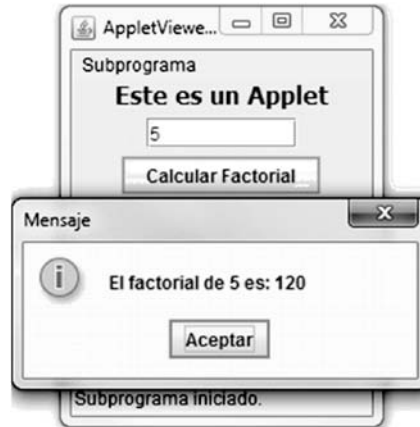 AppletViewe...
Subprograma
Este es un Applet
5
Calcular Factorial
Mensaje
El factorial de 5 es: 120
Aceptar
Subprograma iniciado.